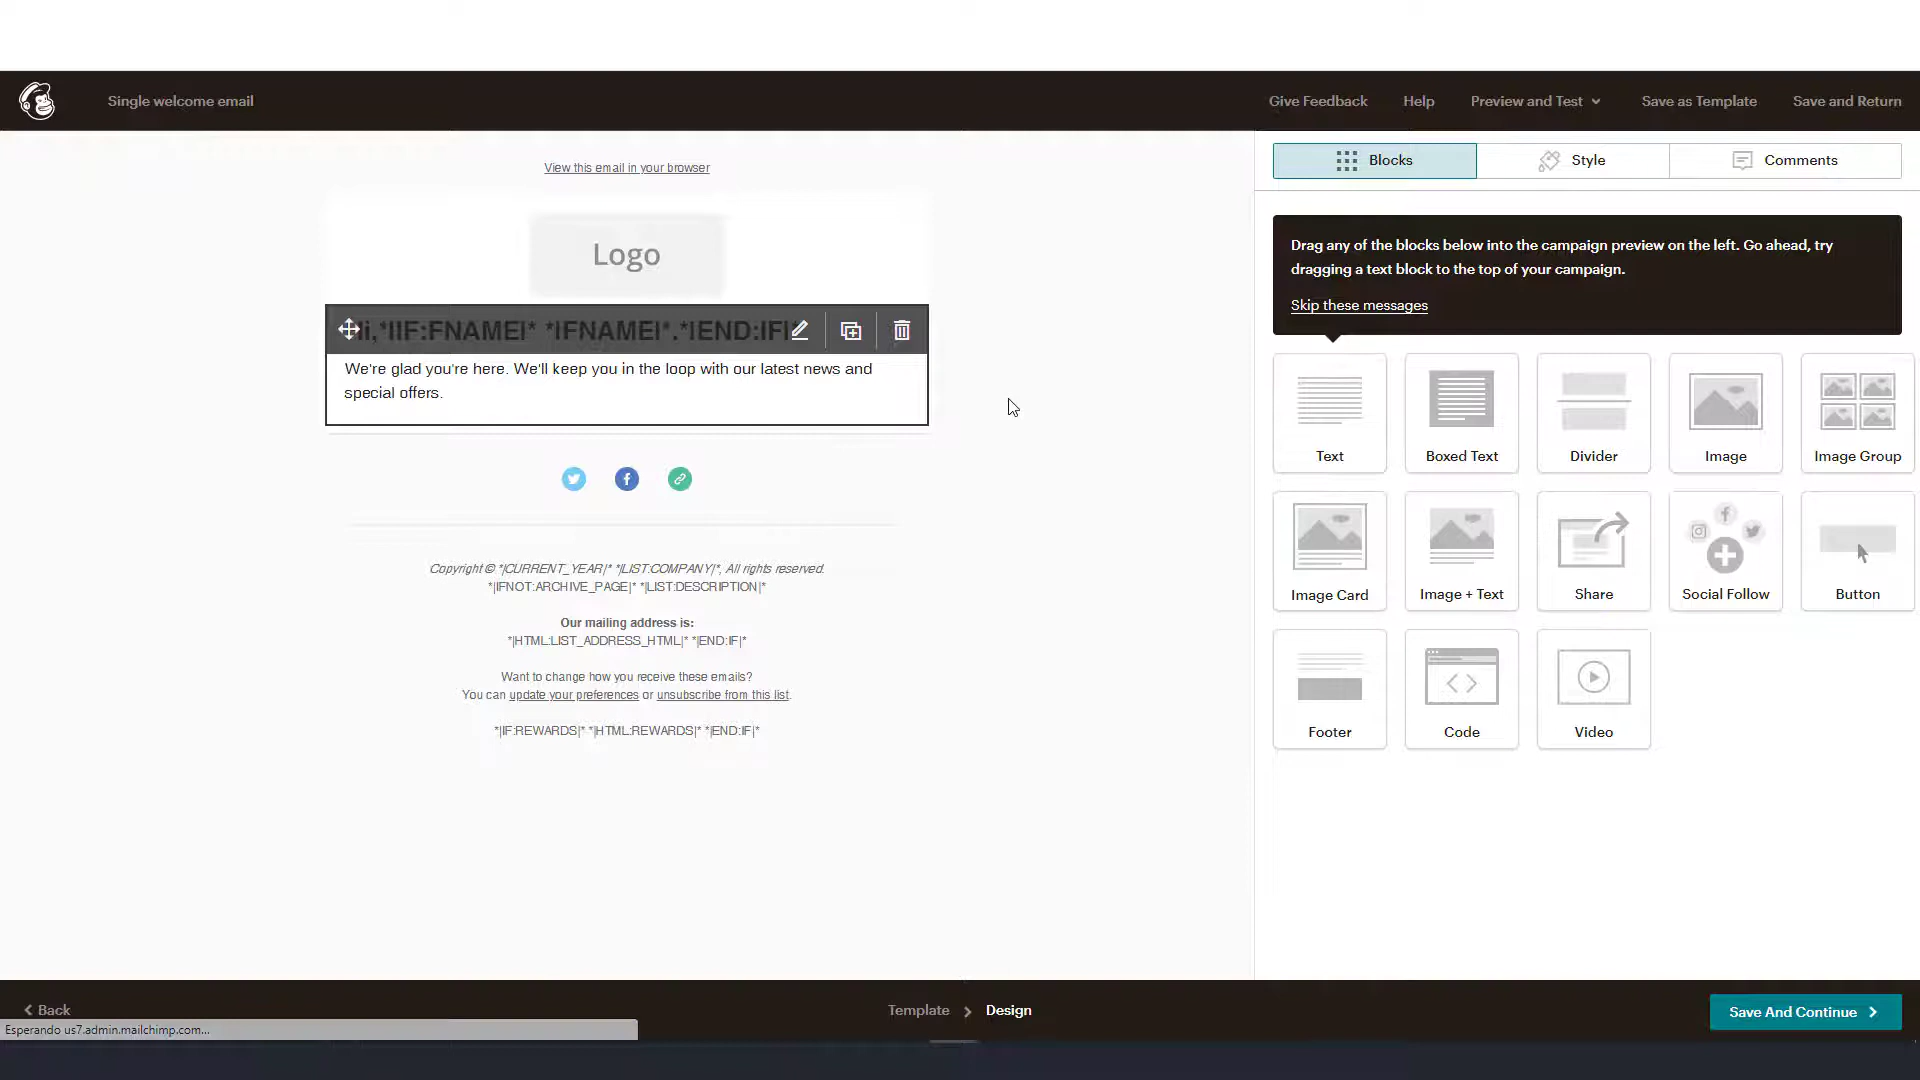 Single welcome email
Give Feedback
Help
Preview and Test
Save as Template
Save and Return
View this email in your browser
Logo
Hi,*|IF:FNAME|* *|FNAME|*.*|END:IF|*
We're glad you're here. We'll keep you in the loop with our latest news and
special offers.
Copyright © *|CURRENT_YEAR|* *|LIST:COMPANY|*, All rights reserved.
*|IFNOT:ARCHIVE_PAGE|* *|LIST:DESCRIPTION|*
Our mailing address is:
*|HTML:LIST_ADDRESS_HTML|* *|END:IF|*
Want to change how you receive these emails?
You can update your preferences or unsubscribe from this list.
*|IF:REWARDS|* *|HTML:REWARDS|* *|END:IF|*
Blocks
Style
Comments
Drag any of the blocks below into the campaign preview on the left. Go ahead, try
dragging a text block to the top of your campaign.
Skip these messages
Text
Boxed Text
Divider
Image
Image Group
Image Card
Image + Text
Share
Social Follow
Button
Footer
Code
Video
Back
Template
Design
Save And Continue
Esperando us7.admin.mailchimp.com...